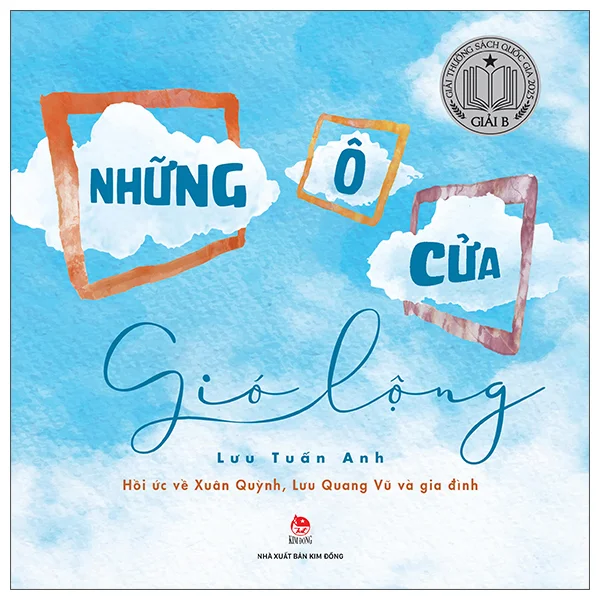 GIẢI THƯỞNG SÁCH QUỐC GIA 2025
GIẢI B
NHỮNG
Ô
CỬA
Gió lộng
Lưu Tuấn Anh
Hồi ức về Xuân Quỳnh, Lưu Quang Vũ và gia đình
KIM ĐỒNG
NHÀ XUẤT BẢN KIM ĐỒNG